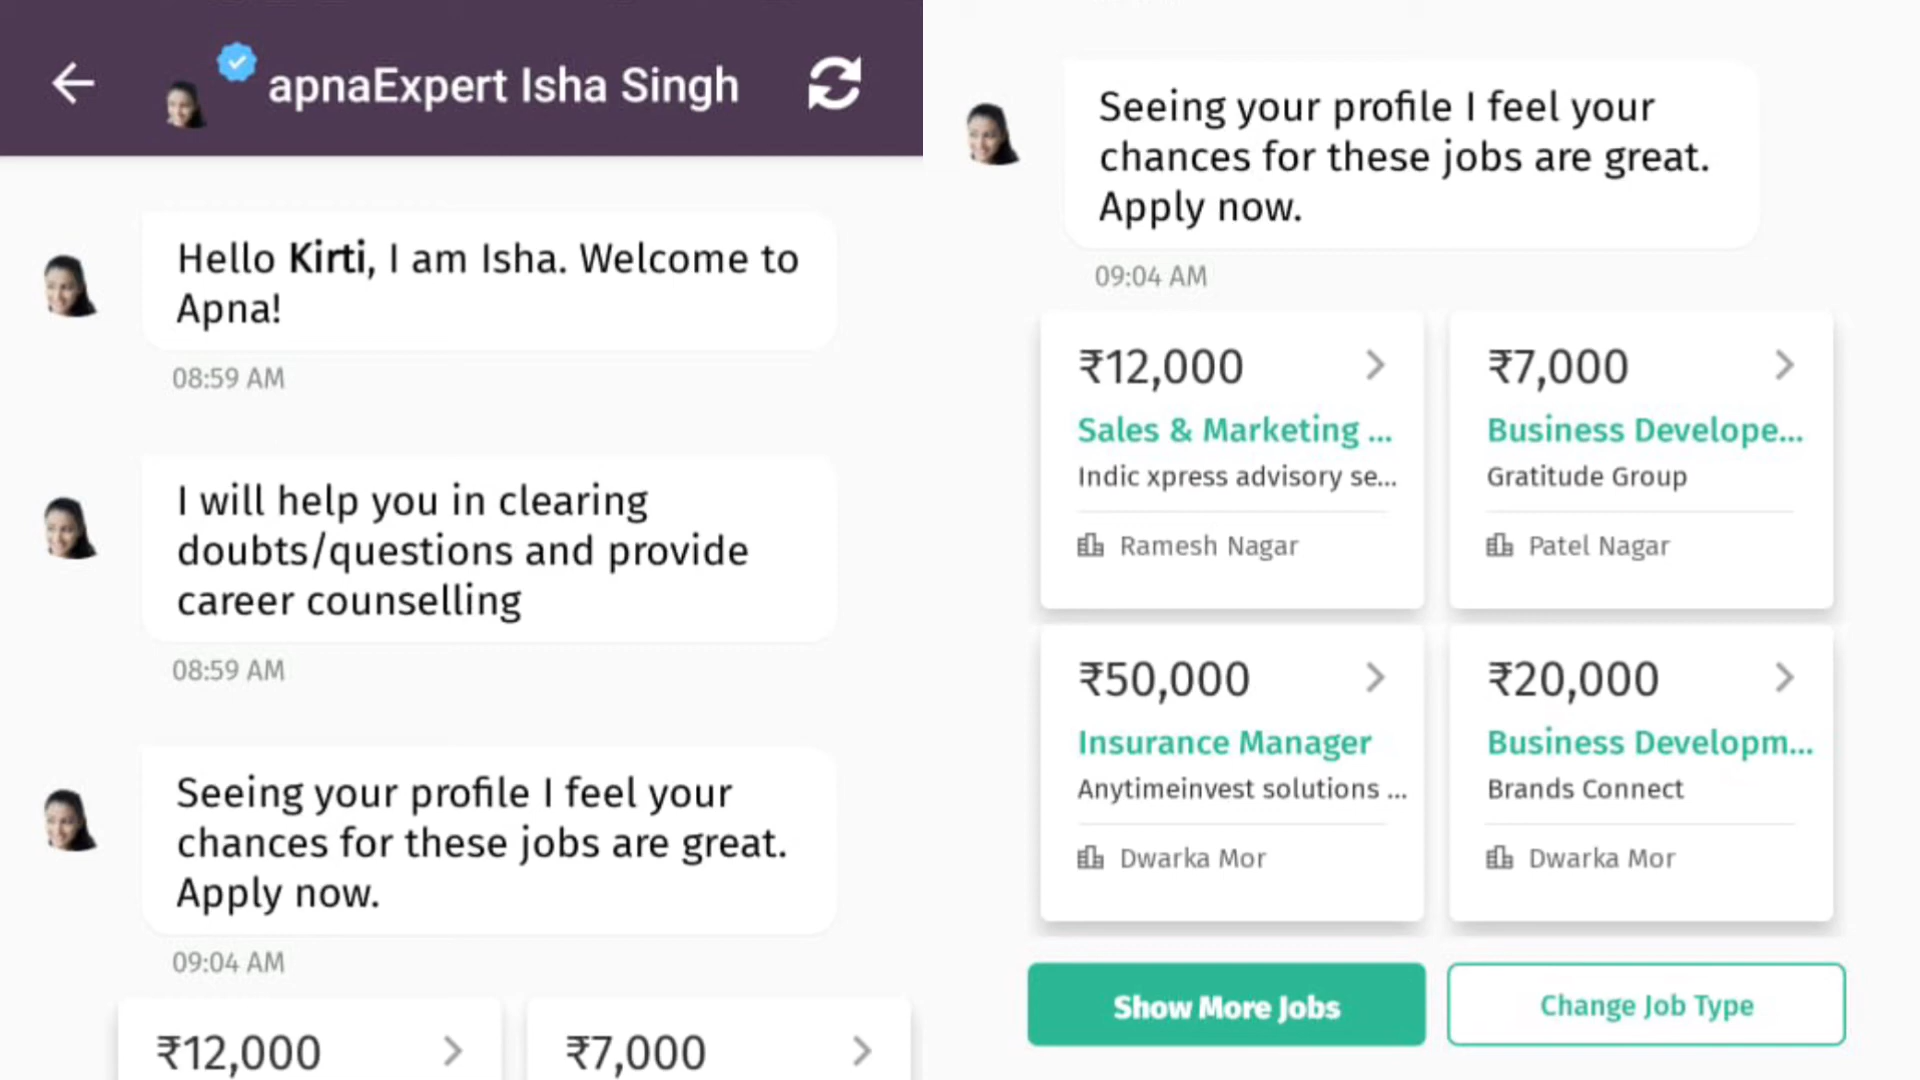 apnaExpert Isha Singh
Hello Kirti, I am Isha. Welcome to
Apna!
08:59 AM
I will help you in clearing
doubts/questions and provide
career counselling
08:59 AM
Seeing your profile I feel your
chances for these jobs are great.
Apply now.
09:04 AM
₹12,000
₹7,000
Seeing your profile I feel your
chances for these jobs are great.
Apply now.
09:04 AM
₹12,000
Sales & Marketing ...
Indic xpress advisory se...
Ramesh Nagar
₹7,000
Business Develope...
Gratitude Group
Patel Nagar
₹50,000
Insurance Manager
Anytimeinvest solutions ...
Dwarka Mor
₹20,000
Business Developm...
Brands Connect
Dwarka Mor
Show More Jobs
Change Job Type